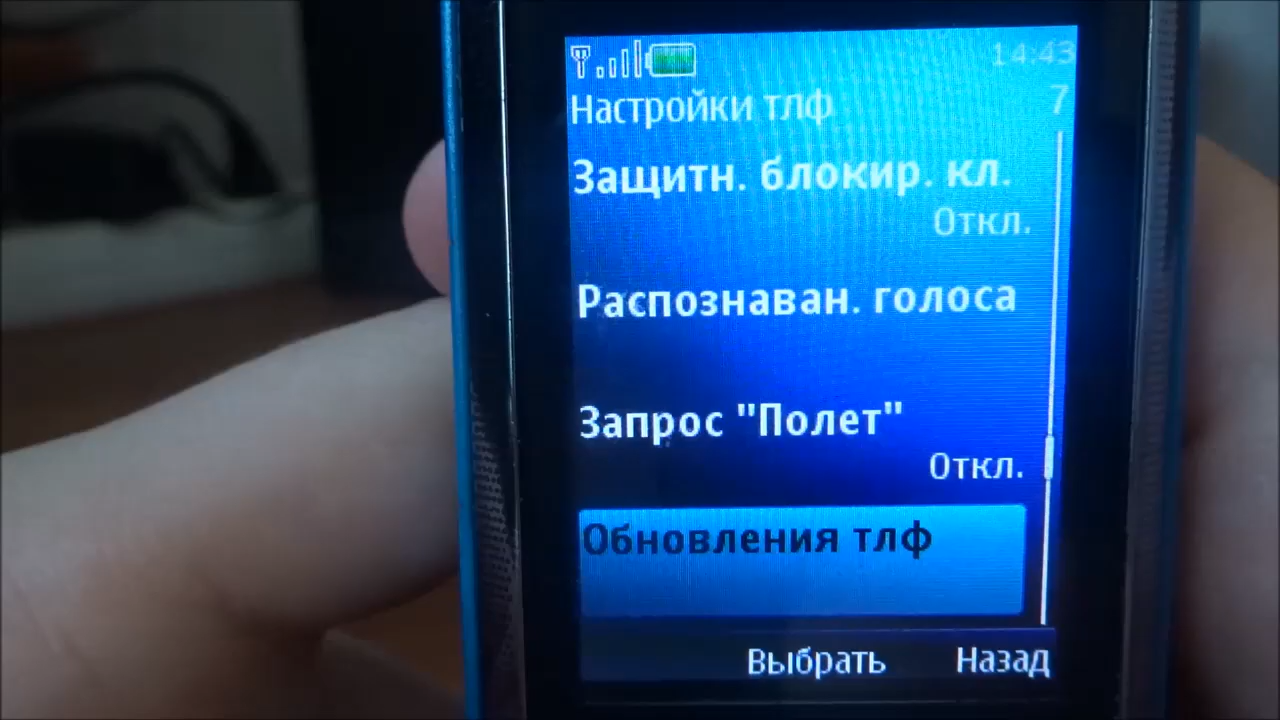 14:43
Настройки тлф 7
Защитн. блокир. кл.
Откл.
Распознаван. голоса
Запрос "Полет"
Откл.
Обновления тлф
Выбрать Назад